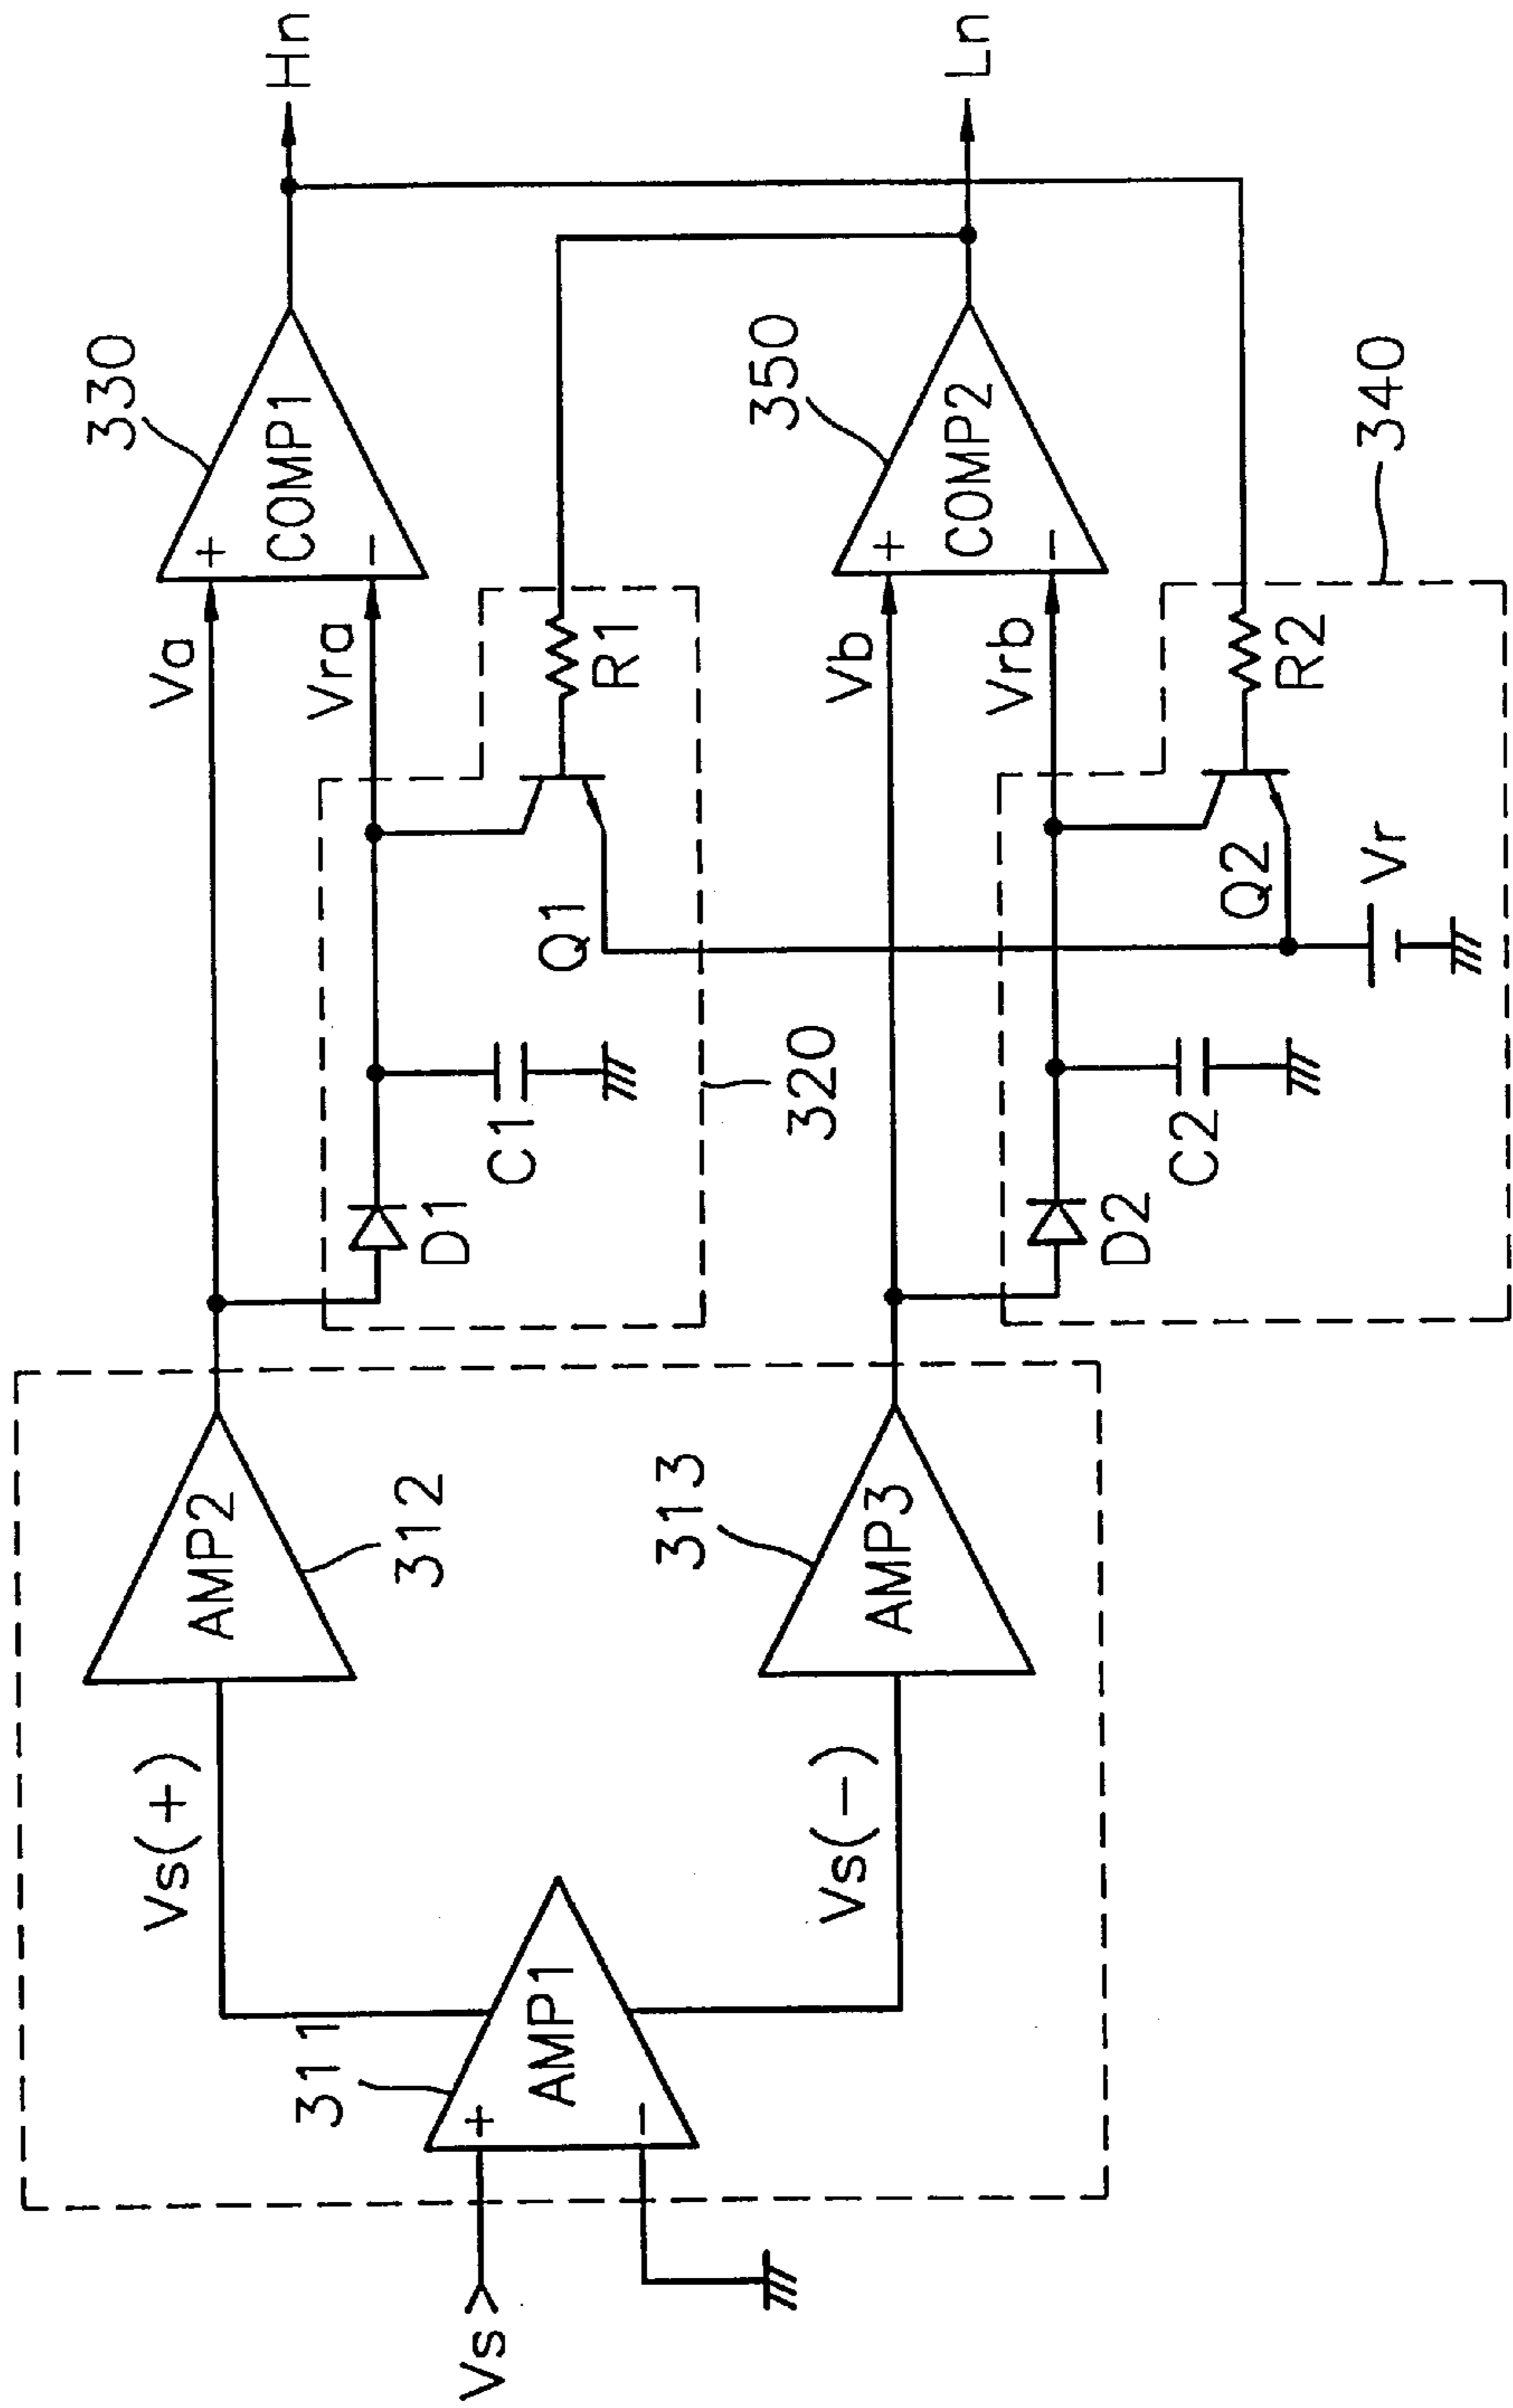 Vs
311
+
AMP1
−
Vs(+)
Vs(−)
AMP2
312
313
AMP3
D1
C1
320
Q1
R1
Va
Vra
+
COMP1
−
330
Hn
D2
C2
Q2
Vr
R2
340
Vb
Vrb
+
COMP2
−
350
Ln